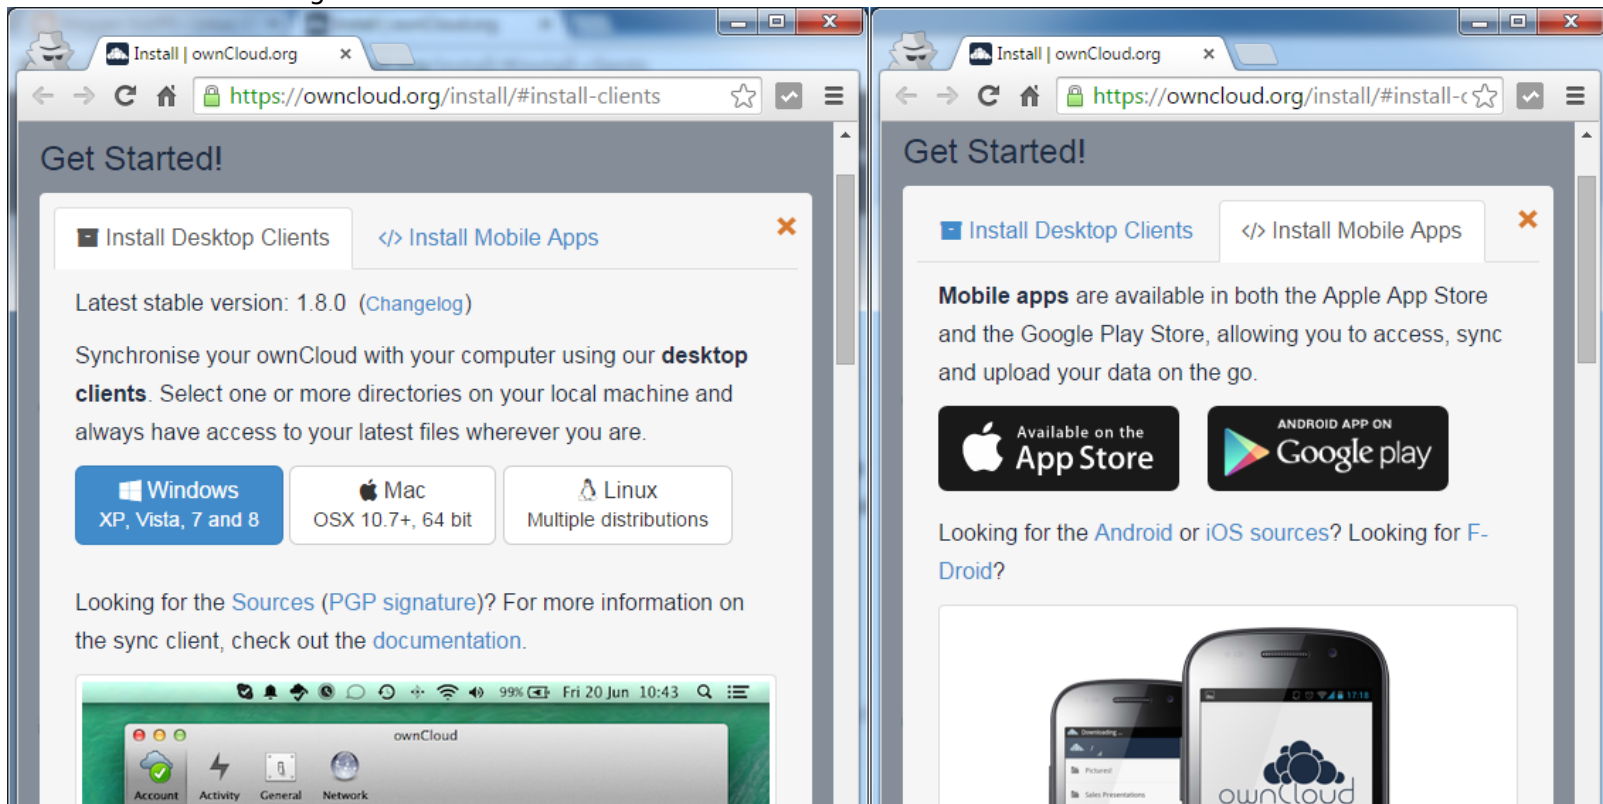 Install | ownCloud.org
https://owncloud.org/install/#install-clients
Get Started!
Install Desktop Clients
</> Install Mobile Apps
Latest stable version: 1.8.0 (Changelog)
Synchronise your ownCloud with your computer using our desktop
clients. Select one or more directories on your local machine and
always have access to your latest files wherever you are.
Windows
XP, Vista, 7 and 8
Mac
OSX 10.7+, 64 bit
Linux
Multiple distributions
Looking for the Sources (PGP signature)? For more information on
the sync client, check out the documentation.
99%
Fri 20 Jun 10:43
ownCloud
Account
Activity
General
Network
Install | ownCloud.org
https://owncloud.org/install/#install-c
Get Started!
Install Desktop Clients
</> Install Mobile Apps
Mobile apps are available in both the Apple App Store
and the Google Play Store, allowing you to access, sync
and upload your data on the go.
Available on the
App Store
ANDROID APP ON
Google play
Looking for the Android or iOS sources? Looking for F-
Droid?
17:18
Downloading ...
/
Pictures!
Sales Presentations
ownCloud